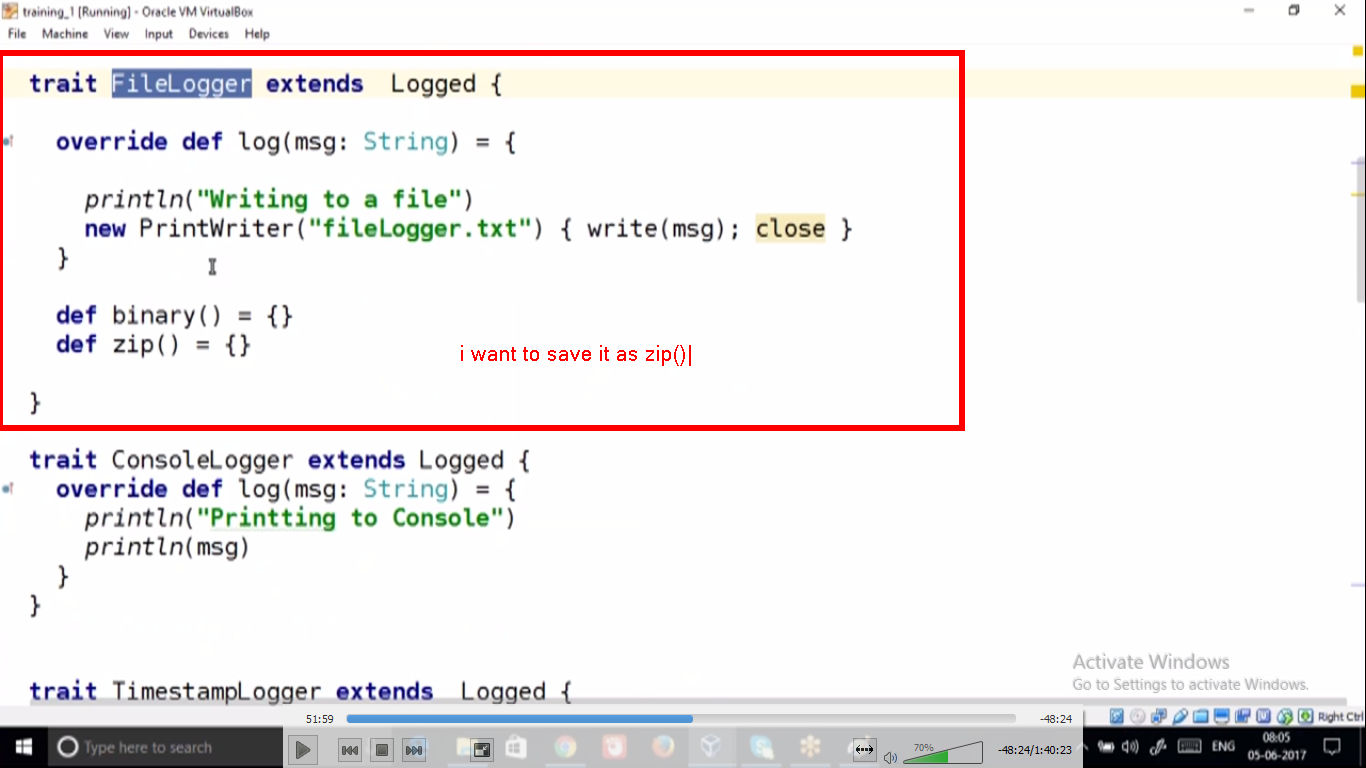 training_1 [Running] - Oracle VM VirtualBox
File Machine View Input Devices Help
trait FileLogger extends Logged {
override def log(msg: String) = {
println("Writing to a file")
new PrintWriter("fileLogger.txt") { write(msg); close }
}
def binary() = {}
def zip() = {}
i want to save it as zip()
}
trait ConsoleLogger extends Logged {
override def log(msg: String) = {
println("Printting to Console")
println(msg)
}
}
trait TimestampLogger extends Logged {
Activate Windows
Go to Settings to activate Windows.
51:59
-48:24
Right Ctrl
Type here to search
70%
-48:24/1:40:23
ENG
08:05
05-06-2017